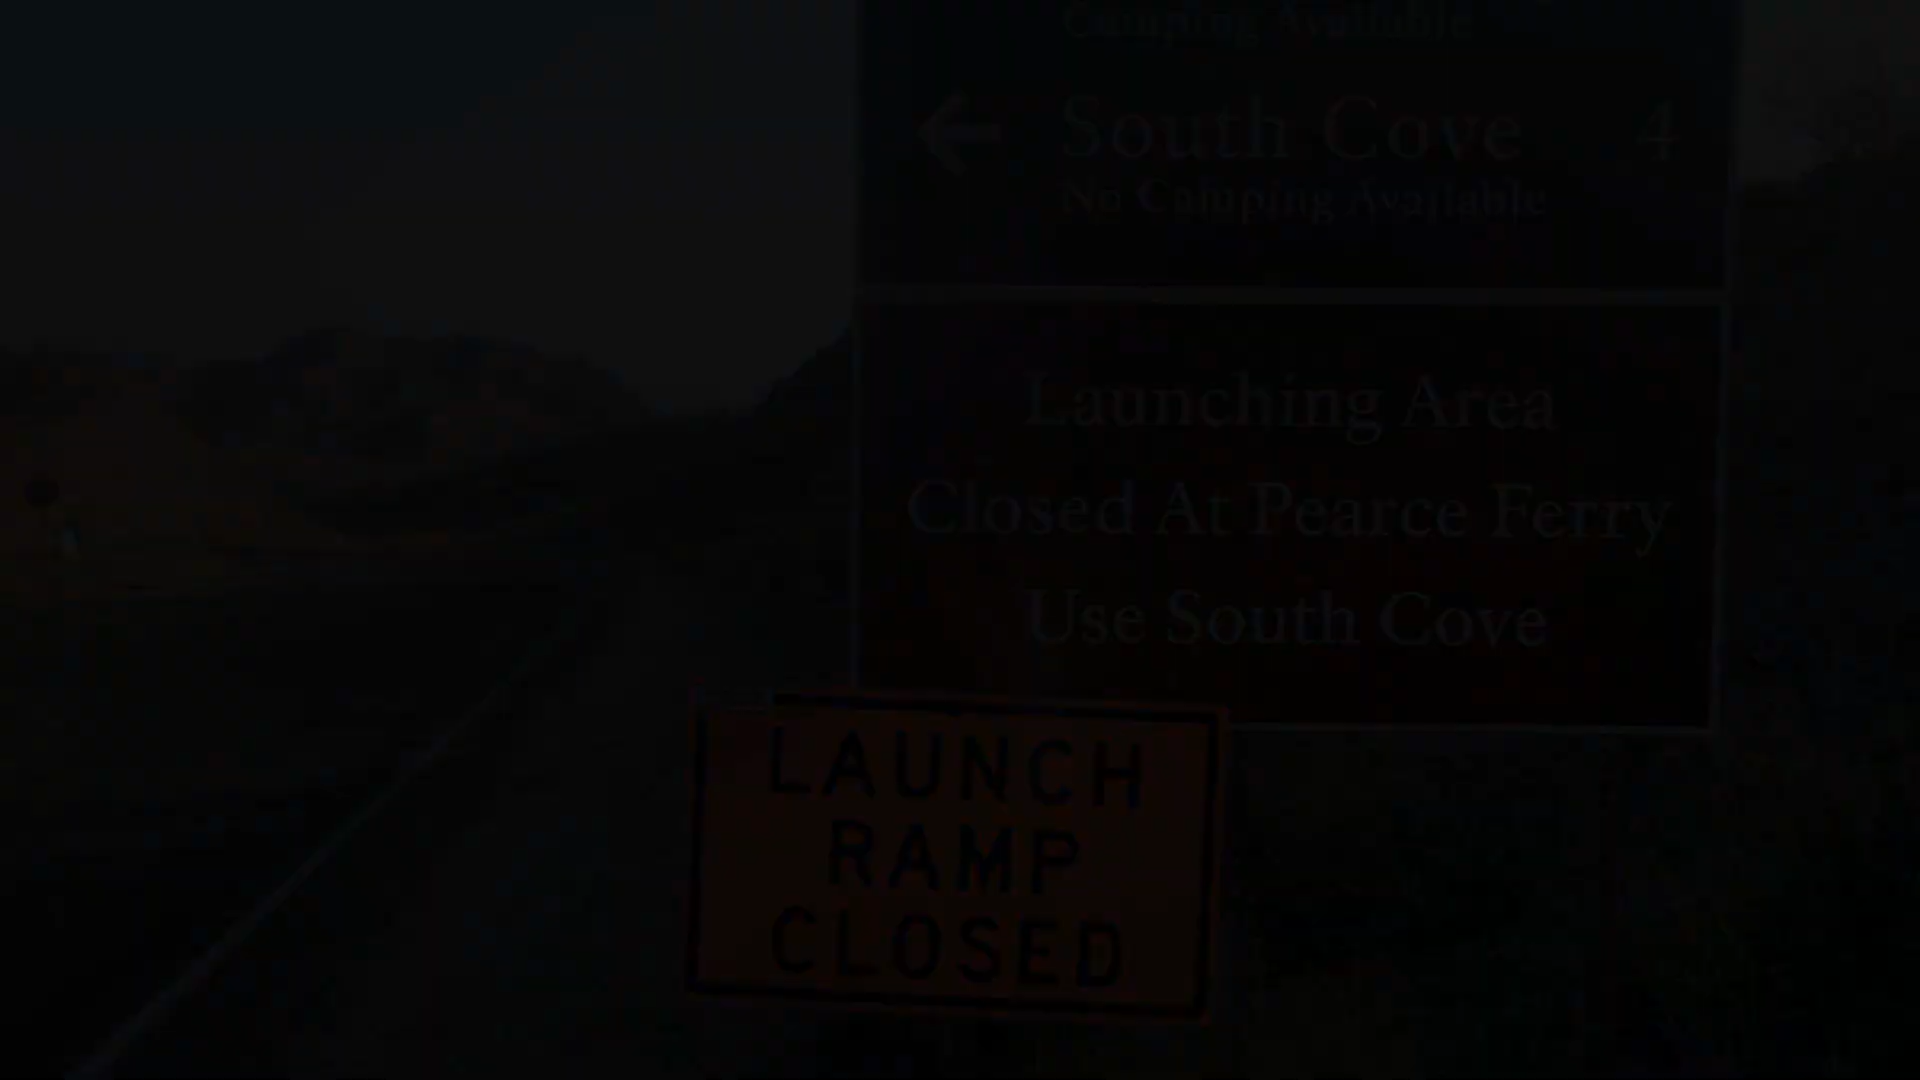 Camping Available
← South Cove 4
No Camping Available
Launching Area
Closed At Pearce Ferry
Use South Cove
LAUNCH
RAMP
CLOSED